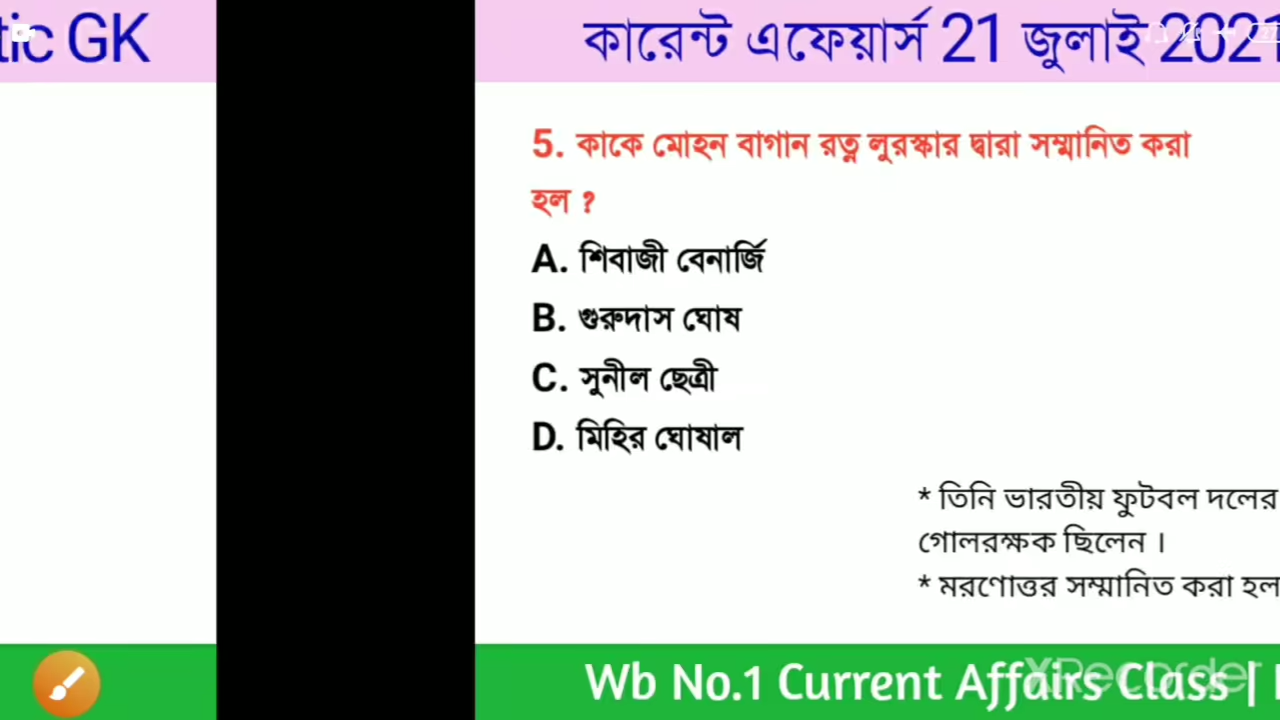 tic GK
কারেন্ট এফেয়ার্স 21 জুলাই 2021
5. কাকে মোহন বাগান রত্ন লুরস্কার দ্বারা সম্মানিত করা
হল ?
A. শিবাজী বেনার্জি
B. গুরুদাস ঘোষ
C. সুনীল ছেত্রী
D. মিহির ঘোষাল
* তিনি ভারতীয় ফুটবল দলের
গোলরক্ষক ছিলেন ।
* মরণোত্তর সম্মানিত করা হল
Wb No.1 Current Affairs Class |
XRecorder